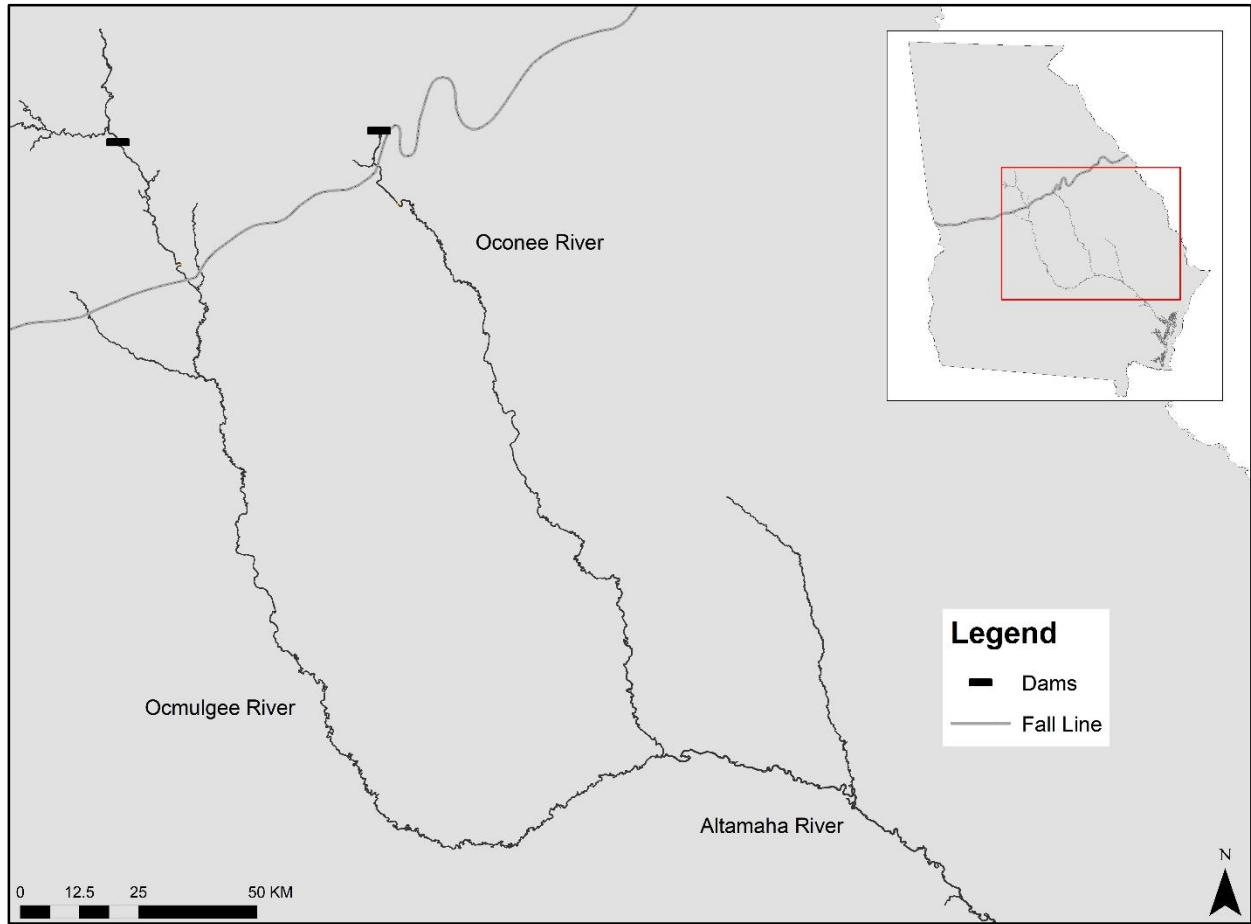 Oconee River
Ocmulgee River
Altamaha River
Legend
Dams
Fall Line
0 12.5 25 50 KM
N